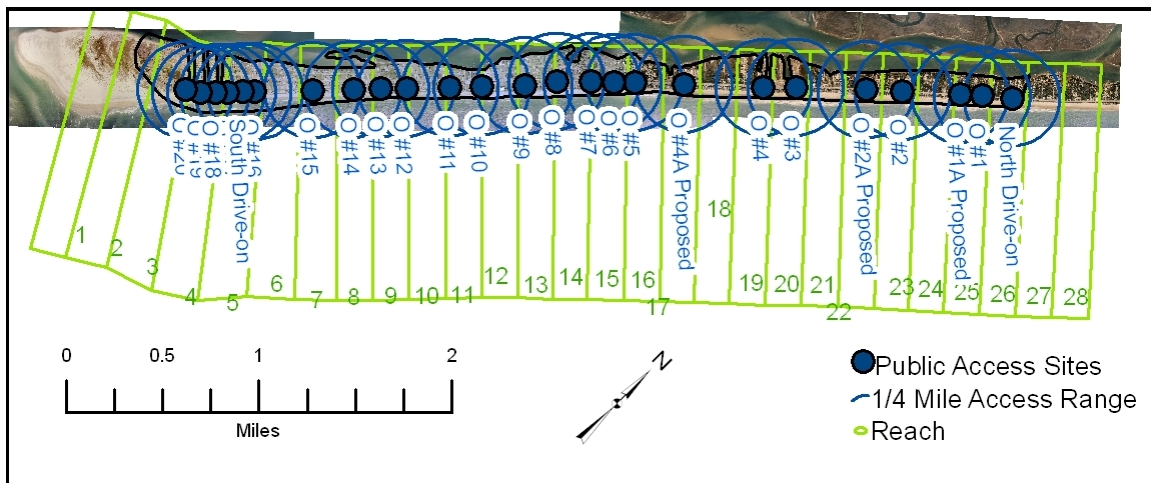 O #19
O #18
South Drive-on
O #16
O #15
O #14
O #13
O #12
O #11
O #10
O #9
O #8
O #7
O #6
O #5
O #4A Proposed
O #4
O #3
O #2A Proposed
O #2
O #1A Proposed
O #1
North Drive-on
1
2
3
4
5
6
7
8
9
10
11
12
13
14
15
16
17
18
19
20
21
22
23
24
25
26
27
28
0 0.5 1 2
Miles
N
Public Access Sites
1/4 Mile Access Range
Reach